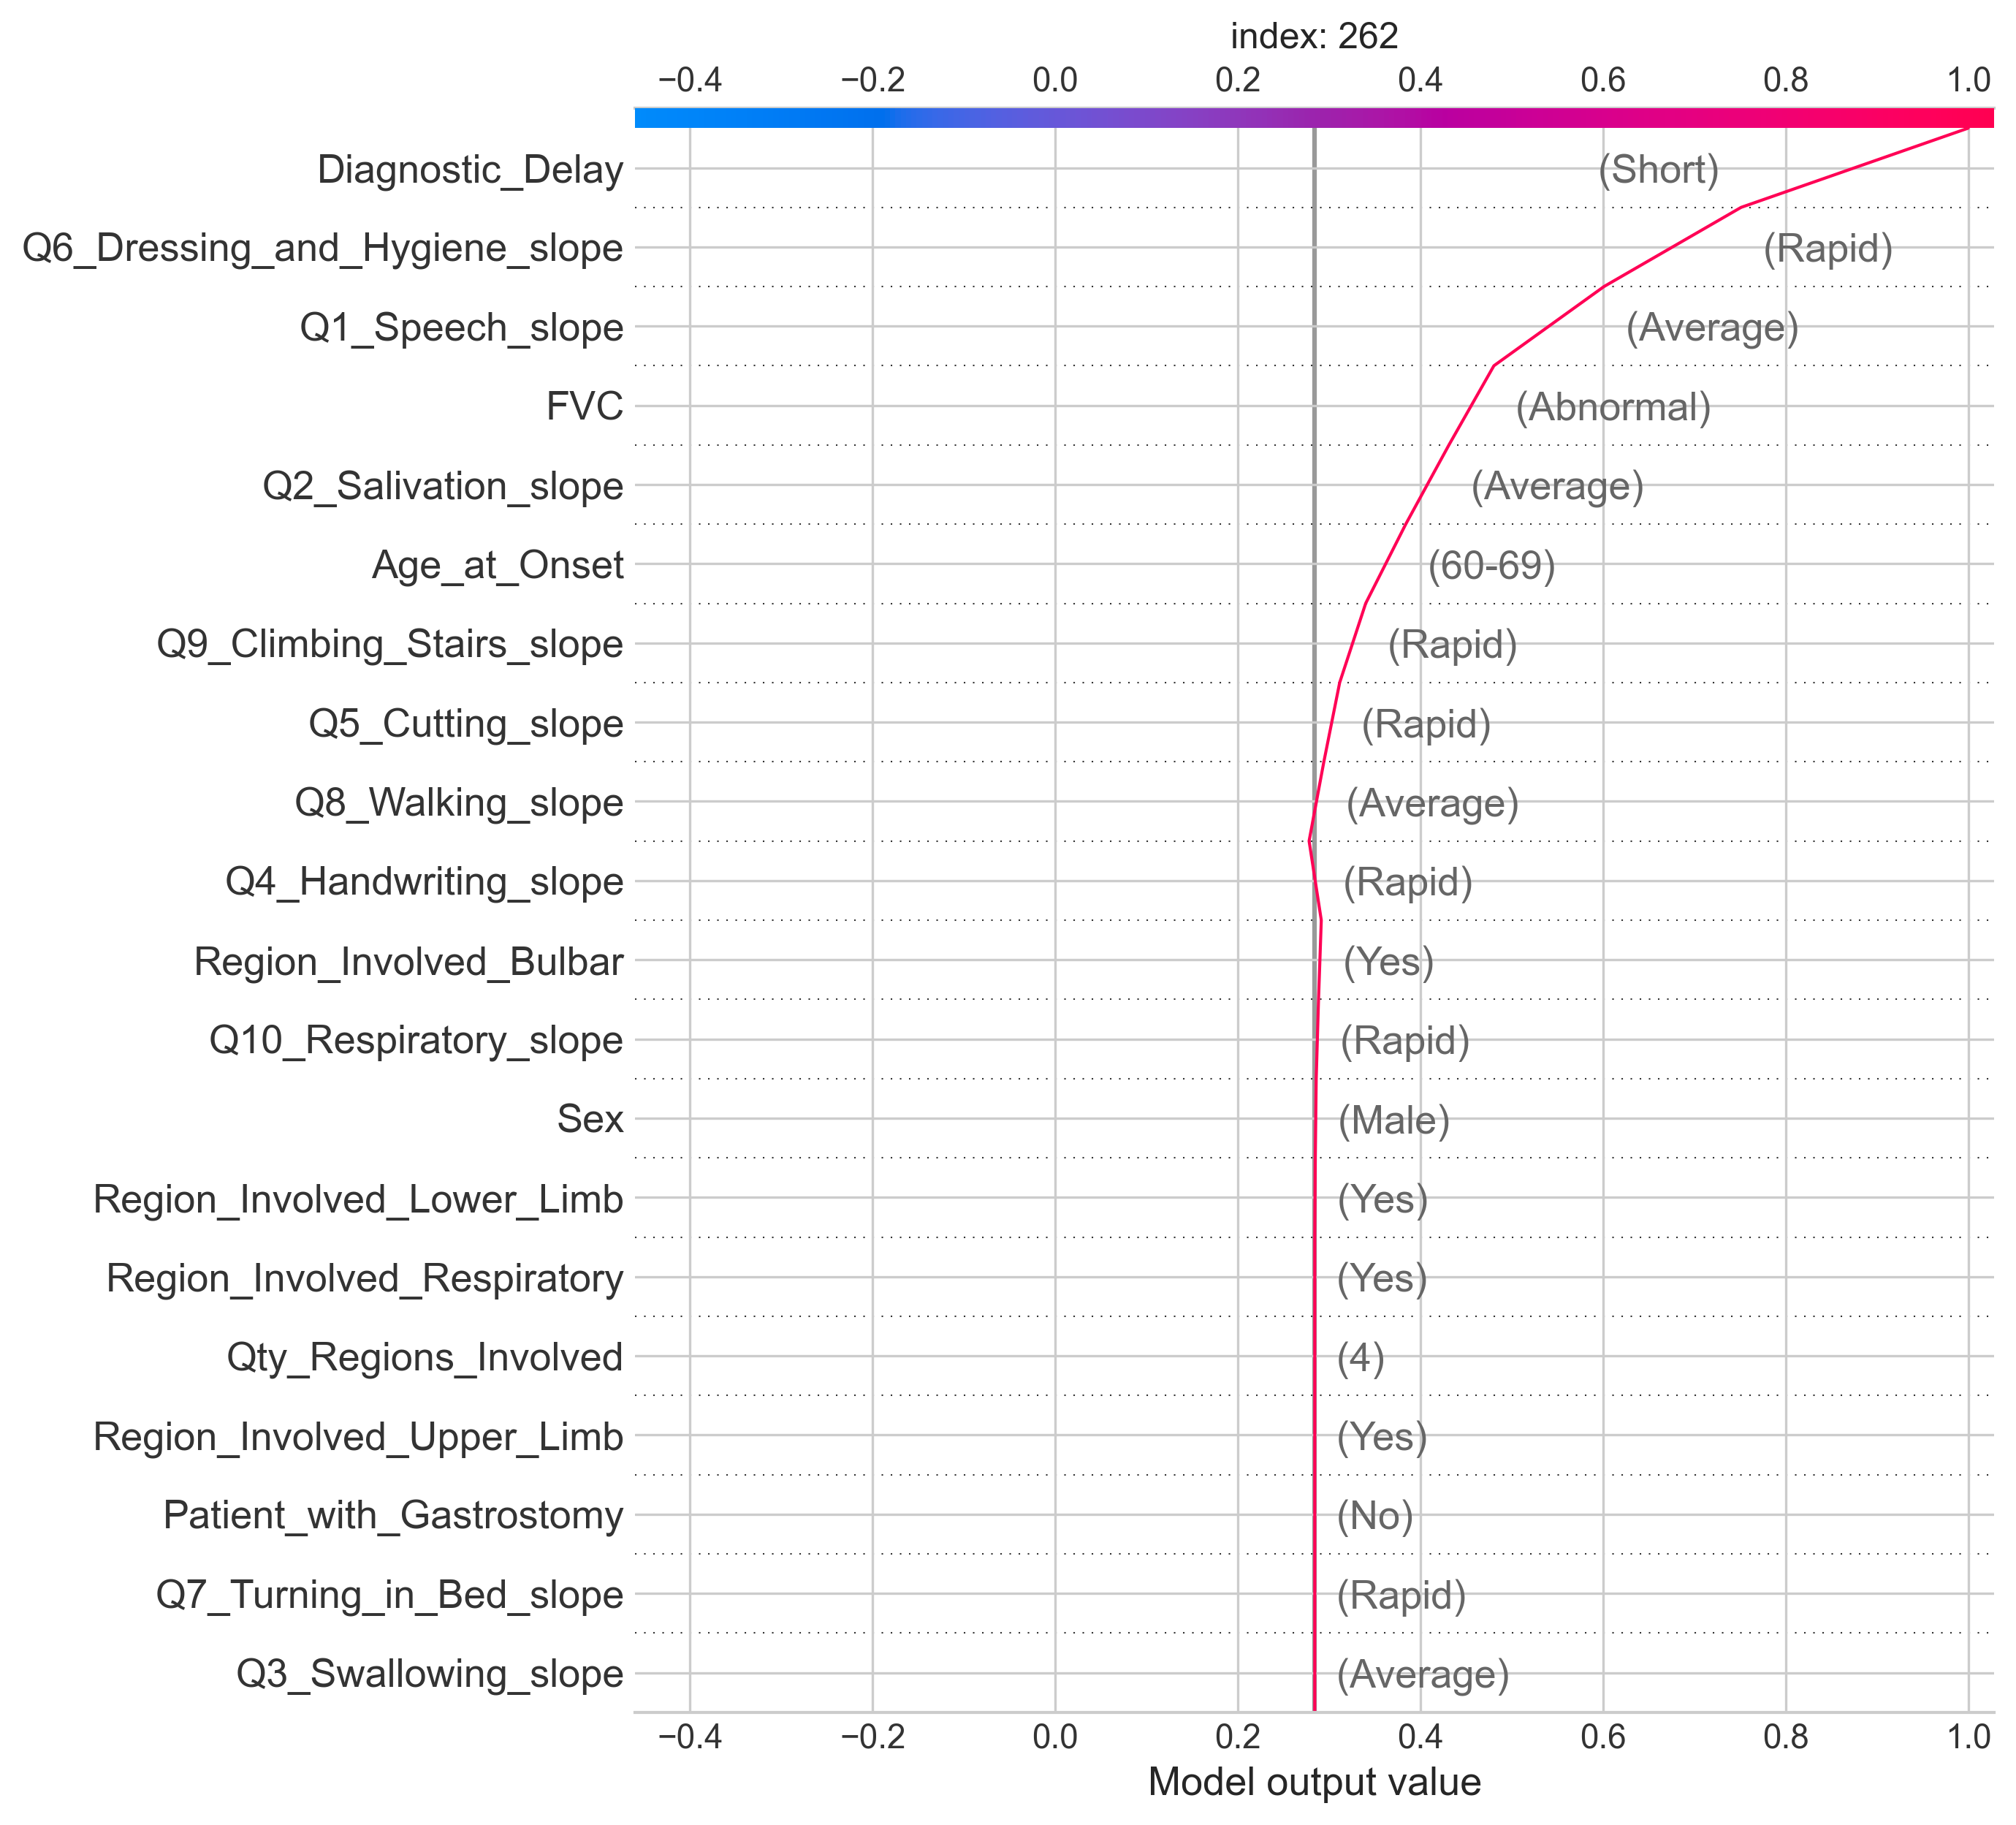 index: 262
−0.4 −0.2 0.0 0.2 0.4 0.6 0.8 1.0
Diagnostic_Delay (Short)
Q6_Dressing_and_Hygiene_slope (Rapid)
Q1_Speech_slope (Average)
FVC (Abnormal)
Q2_Salivation_slope (Average)
Age_at_Onset (60-69)
Q9_Climbing_Stairs_slope (Rapid)
Q5_Cutting_slope (Rapid)
Q8_Walking_slope (Average)
Q4_Handwriting_slope (Rapid)
Region_Involved_Bulbar (Yes)
Q10_Respiratory_slope (Rapid)
Sex (Male)
Region_Involved_Lower_Limb (Yes)
Region_Involved_Respiratory (Yes)
Qty_Regions_Involved (4)
Region_Involved_Upper_Limb (Yes)
Patient_with_Gastrostomy (No)
Q7_Turning_in_Bed_slope (Rapid)
Q3_Swallowing_slope (Average)
−0.4 −0.2 0.0 0.2 0.4 0.6 0.8 1.0
Model output value